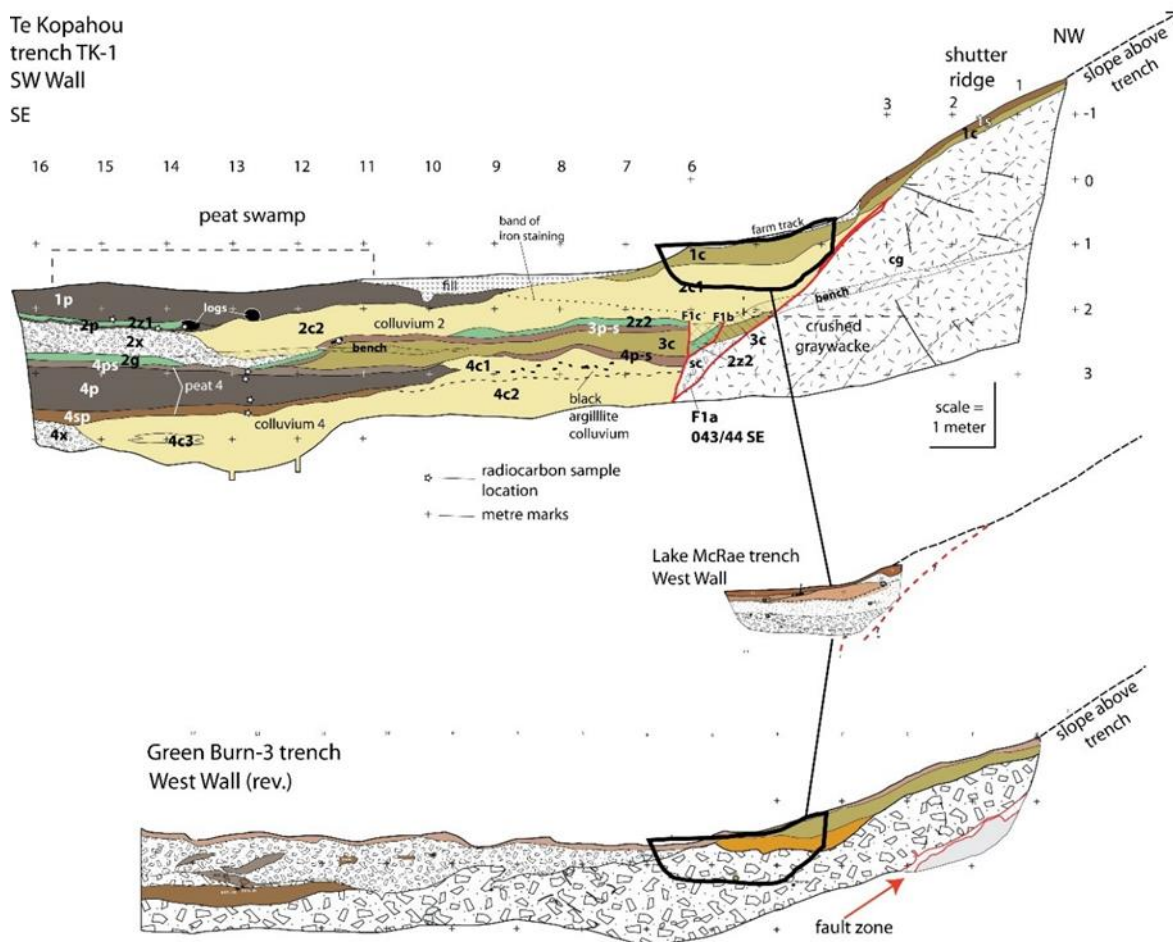 Te Kopahou
trench TK-1
SW Wall
SE
NW
shutter
ridge
slope above
trench
1
2
3
1s
1c
-1
0
1
2
3
16 15 14 13 12 11 10 9 8 7 6
peat swamp
band of
iron staining
farm track
1c
cg
1p
fill
2c1
bench
logs
2p
2z1
2c2
colluvium 2
2z2
F1c
F1b
3p-s
2x
bench
3c
3c
crushed
graywacke
2g
4ps
peat 4
4c1
4p-s
sc
2z2
4p
4c2
black
argilllite
colluvium
F1a
043/44 SE
scale =
1 meter
4sp
colluvium 4
4x
4c3
radiocarbon sample
location
metre marks
Lake McRae trench
West Wall
?
Green Burn-3 trench
West Wall (rev.)
slope above
trench
fault zone